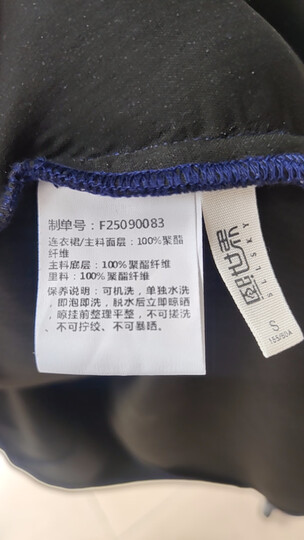 制单号：F25090083
连衣裙/主料面层：100%聚酯
纤维
主料底层：100%聚酯纤维
里料：100%聚酯纤维
保养说明：可机洗，单独水洗
，即泡即洗，脱水后立即晾晒
，晾挂前整理平整，不可搓洗
、不可拧绞、不可暴晒。
S
155/80A